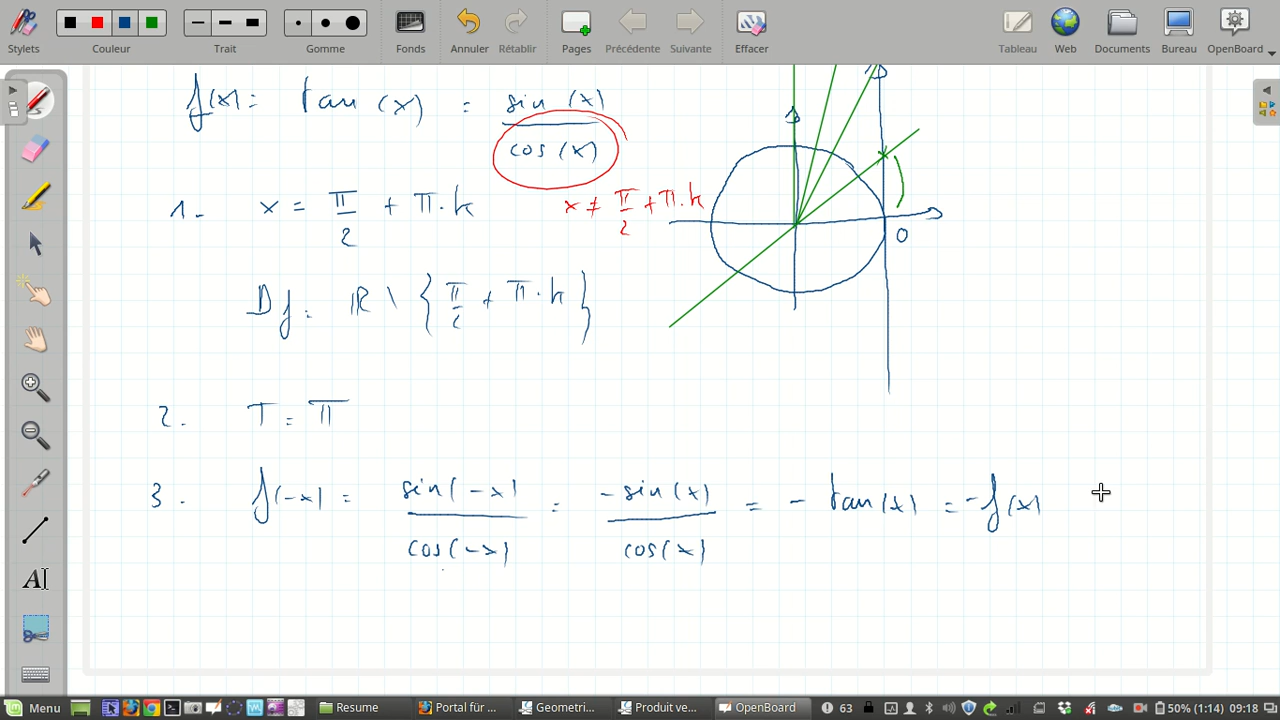 Stylets Couleur Trait Gomme Fonds Annuler Rétablir Pages Précédente Suivante Effacer Tableau Web Documents Bureau OpenBoard
f(x) = tan (x) = sin (x) / cos (x)
1. x = π/2 + π·k x ≠ π/2 + π·k
0
Df = ℝ \ { π/2 + π·k }
2. T = π
3. f(-x) = sin(-x) / cos(-x) = -sin(x) / cos(x) = - tan(x) = -f(x)
A
Menu Resume Portal für ... Geometri... Produit ve... OpenBoard 63 50% (1:14) 09:18